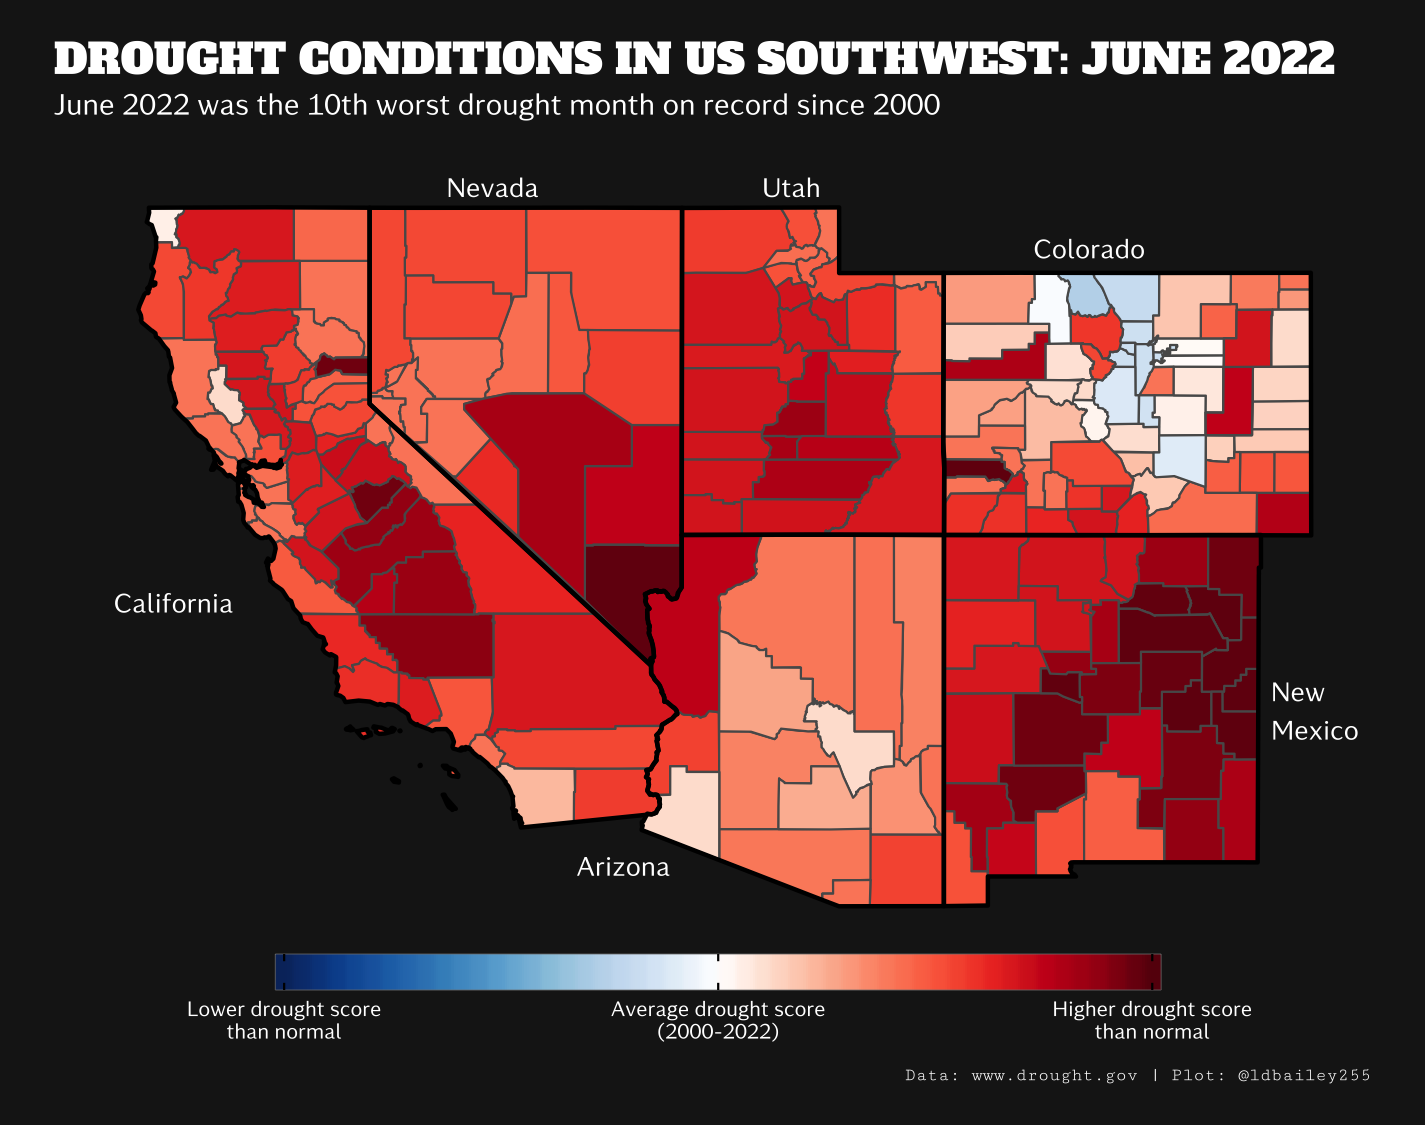 DROUGHT CONDITIONS IN US SOUTHWEST: JUNE 2022
June 2022 was the 10th worst drought month on record since 2000
Nevada
Utah
Colorado
California
New
Mexico
Arizona
Lower drought score
than normal
Average drought score
(2000-2022)
Higher drought score
than normal
Data: www.drought.gov | Plot: @ldbailey255